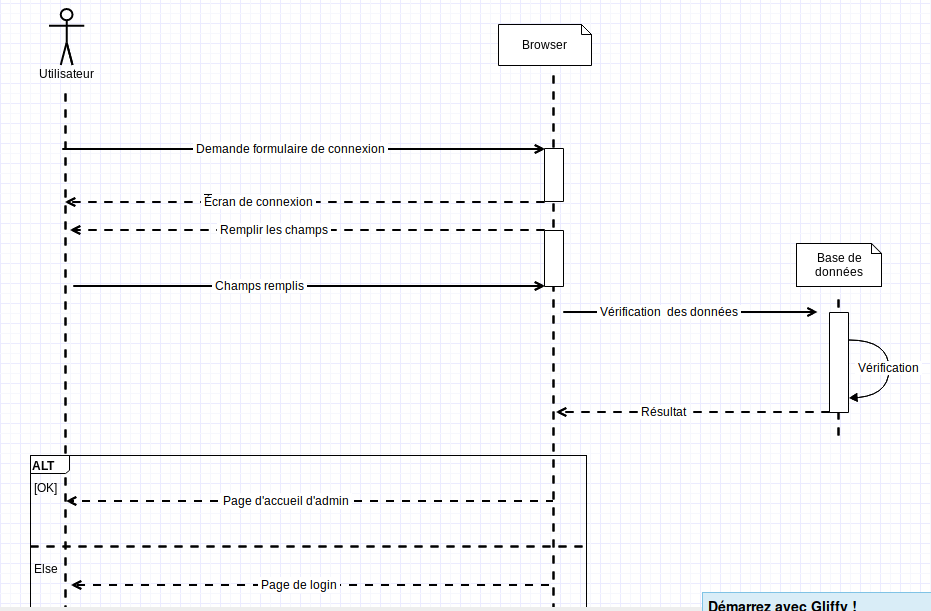 Utilisateur
Browser
Demande formulaire de connexion
Écran de connexion
Remplir les champs
Base de
données
Champs remplis
Vérification des données
Vérification
Résultat
ALT
[OK]
Page d'accueil d'admin
Else
Page de login
Démarrez avec Gliffy !